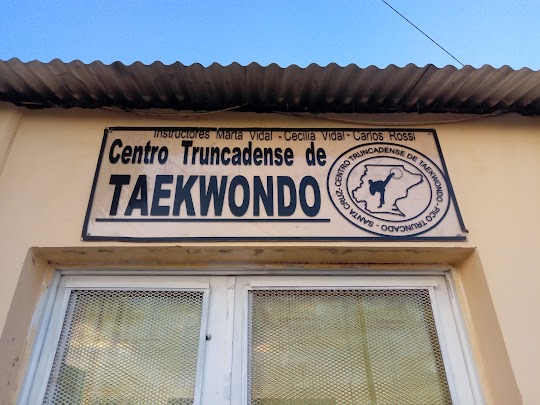 Instructores Marta Vidal - Cecilia Vidal - Carlos Rossi
Centro Truncadense de
TAEKWONDO
CENTRO TRUNCADENSE DE TAEKWONDO - PICO TRUNCADO - SANTA CRUZ -